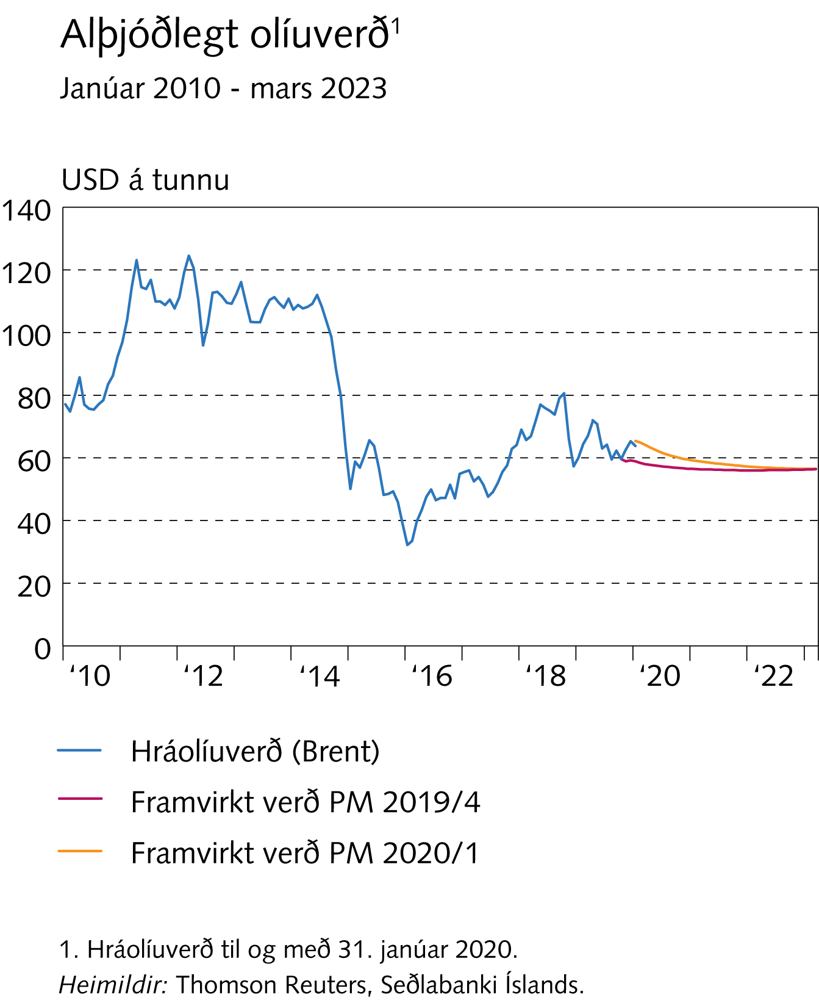 Alþjóðlegt olíuverð¹
Janúar 2010 - mars 2023
USD á tunnu
140
120
100
80
60
40
20
0
‘10 ‘12 ‘14 ‘16 ‘18 ‘20 ‘22
Hráolíuverð (Brent)
Framvirkt verð PM 2019/4
Framvirkt verð PM 2020/1
1. Hráolíuverð til og með 31. janúar 2020.
Heimildir: Thomson Reuters, Seðlabanki Íslands.